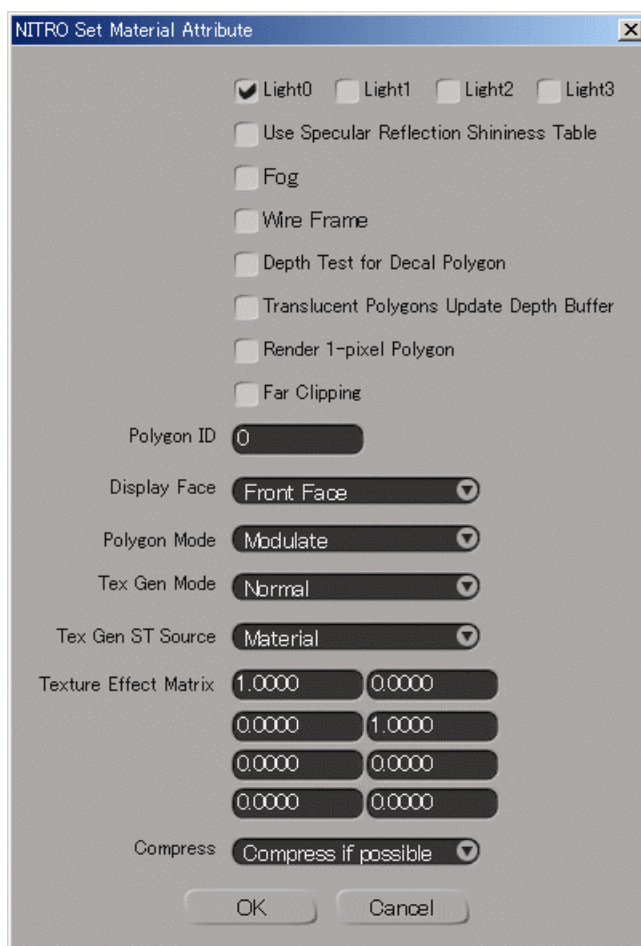 NITRO Set Material Attribute
Light0 Light1 Light2 Light3
Use Specular Reflection Shininess Table
Fog
Wire Frame
Depth Test for Decal Polygon
Translucent Polygons Update Depth Buffer
Render 1-pixel Polygon
Far Clipping
Polygon ID 0
Display Face Front Face
Polygon Mode Modulate
Tex Gen Mode Normal
Tex Gen ST Source Material
Texture Effect Matrix 1.0000 0.0000
0.0000 1.0000
0.0000 0.0000
0.0000 0.0000
Compress Compress if possible
OK Cancel